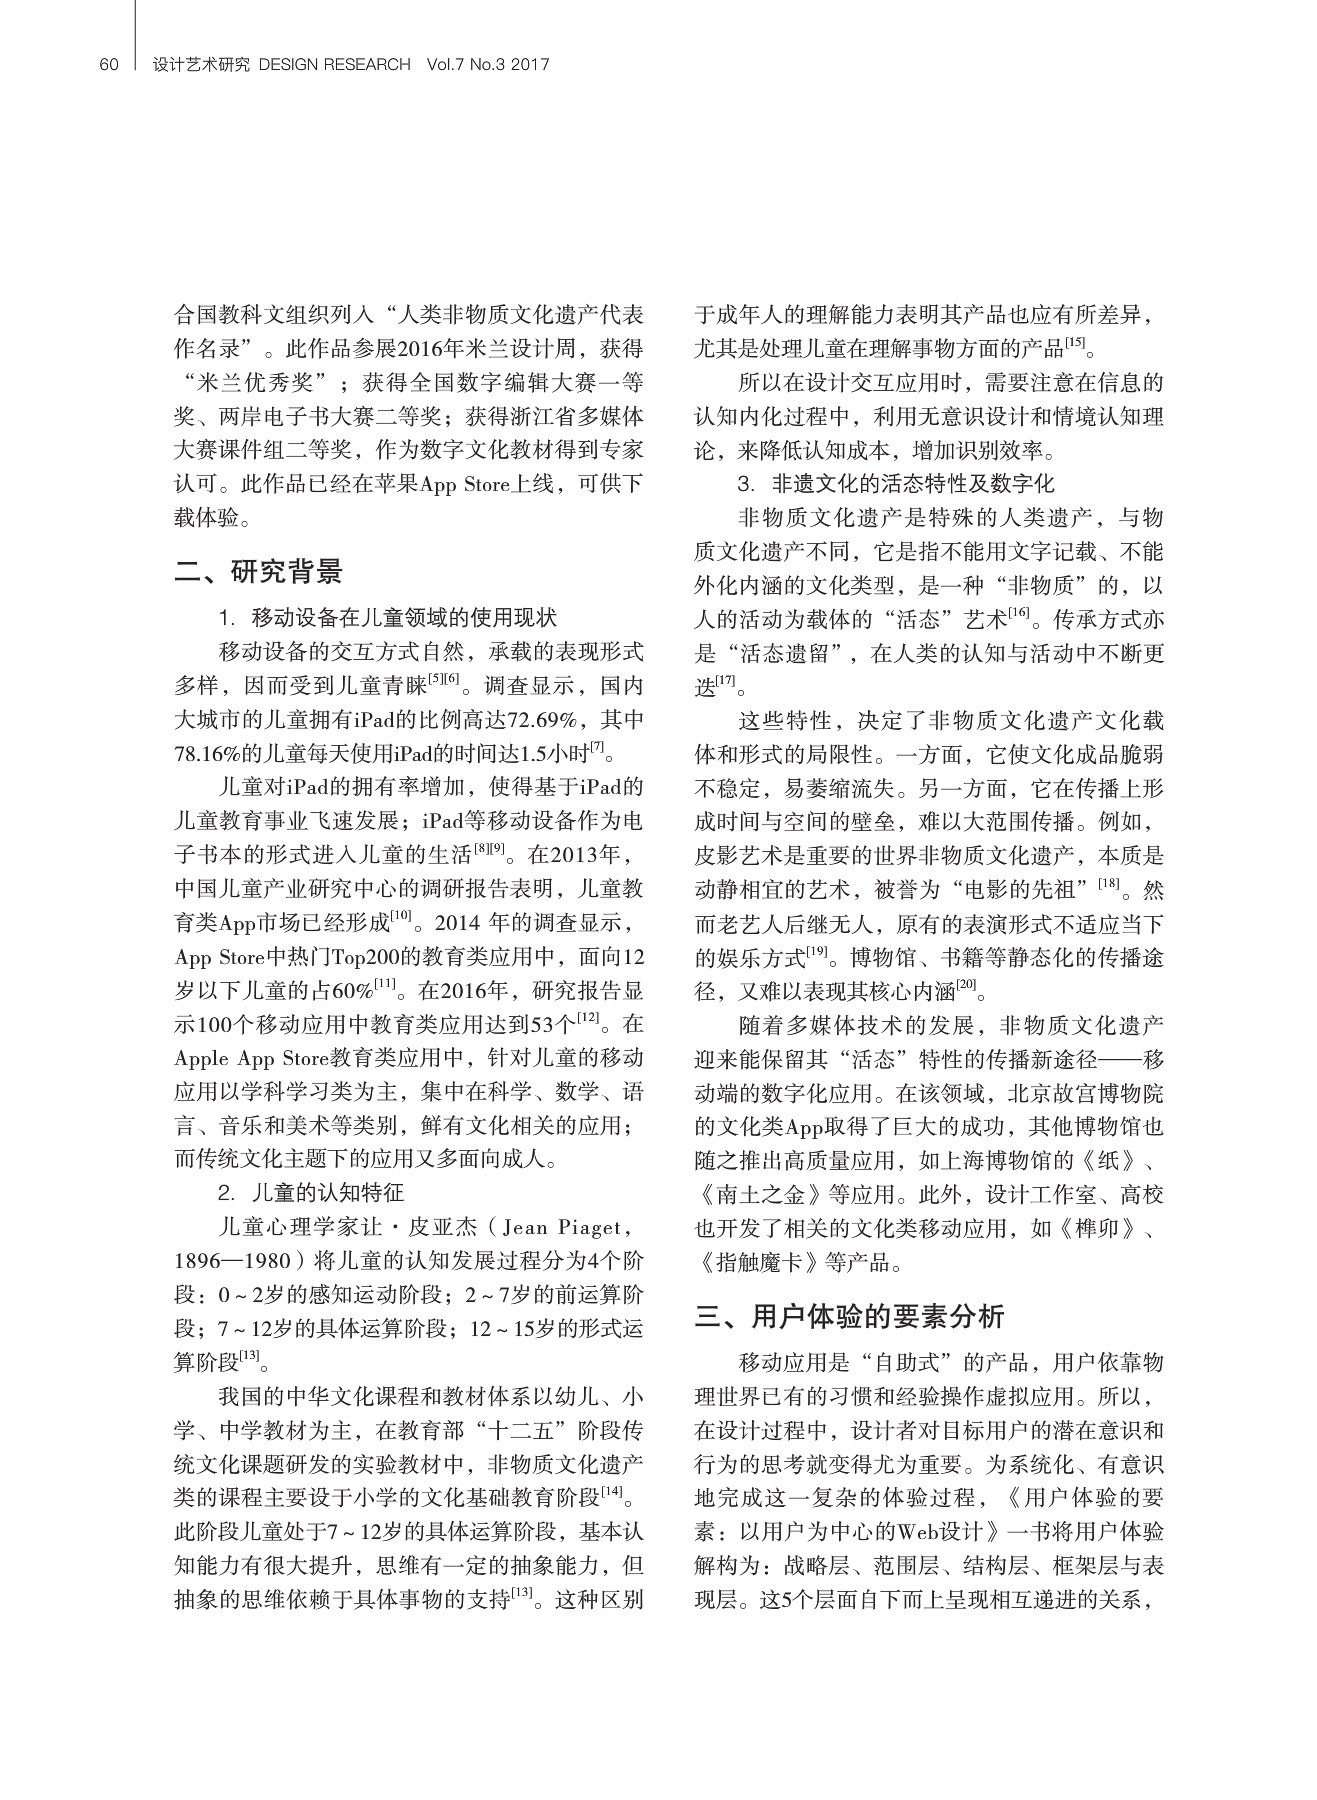 60 设计艺术研究 DESIGN RESEARCH Vol.7 No.3 2017
合国教科文组织列入“人类非物质文化遗产代表
作名录”。此作品参展2016年米兰设计周，获得
“米兰优秀奖”；获得全国数字编辑大赛一等
奖、两岸电子书大赛二等奖；获得浙江省多媒体
大赛课件组二等奖，作为数字文化教材得到专家
认可。此作品已经在苹果App Store上线，可供下
载体验。
二、研究背景
1. 移动设备在儿童领域的使用现状
移动设备的交互方式自然，承载的表现形式
多样，因而受到儿童青睐[5][6]。调查显示，国内
大城市的儿童拥有iPad的比例高达72.69%，其中
78.16%的儿童每天使用iPad的时间达1.5小时[7]。
儿童对iPad的拥有率增加，使得基于iPad的
儿童教育事业飞速发展；iPad等移动设备作为电
子书本的形式进入儿童的生活[8][9]。在2013年，
中国儿童产业研究中心的调研报告表明，儿童教
育类App市场已经形成[10]。2014 年的调查显示，
App Store中热门Top200的教育类应用中，面向12
岁以下儿童的占60%[11]。在2016年，研究报告显
示100个移动应用中教育类应用达到53个[12]。在
Apple App Store教育类应用中，针对儿童的移动
应用以学科学习类为主，集中在科学、数学、语
言、音乐和美术等类别，鲜有文化相关的应用；
而传统文化主题下的应用又多面向成人。
2. 儿童的认知特征
儿童心理学家让·皮亚杰（Jean Piaget，
1896—1980）将儿童的认知发展过程分为4个阶
段：0~2岁的感知运动阶段；2~7岁的前运算阶
段；7~12岁的具体运算阶段；12~15岁的形式运
算阶段[13]。
我国的中华文化课程和教材体系以幼儿、小
学、中学教材为主，在教育部“十二五”阶段传
统文化课题研发的实验教材中，非物质文化遗产
类的课程主要设于小学的文化基础教育阶段[14]。
此阶段儿童处于7~12岁的具体运算阶段，基本认
知能力有很大提升，思维有一定的抽象能力，但
抽象的思维依赖于具体事物的支持[13]。这种区别
于成年人的理解能力表明其产品也应有所差异，
尤其是处理儿童在理解事物方面的产品[15]。
所以在设计交互应用时，需要注意在信息的
认知内化过程中，利用无意识设计和情境认知理
论，来降低认知成本，增加识别效率。
3. 非遗文化的活态特性及数字化
非物质文化遗产是特殊的人类遗产，与物
质文化遗产不同，它是指不能用文字记载、不能
外化内涵的文化类型，是一种“非物质”的，以
人的活动为载体的“活态”艺术[16]。传承方式亦
是“活态遗留”，在人类的认知与活动中不断更
迭[17]。
这些特性，决定了非物质文化遗产文化载
体和形式的局限性。一方面，它使文化成品脆弱
不稳定，易萎缩流失。另一方面，它在传播上形
成时间与空间的壁垒，难以大范围传播。例如，
皮影艺术是重要的世界非物质文化遗产，本质是
动静相宜的艺术，被誉为“电影的先祖”[18]。然
而老艺人后继无人，原有的表演形式不适应当下
的娱乐方式[19]。博物馆、书籍等静态化的传播途
径，又难以表现其核心内涵[20]。
随着多媒体技术的发展，非物质文化遗产
迎来能保留其“活态”特性的传播新途径——移
动端的数字化应用。在该领域，北京故宫博物院
的文化类App取得了巨大的成功，其他博物馆也
随之推出高质量应用，如上海博物馆的《纸》、
《南土之金》等应用。此外，设计工作室、高校
也开发了相关的文化类移动应用，如《榫卯》、
《指触魔卡》等产品。
三、用户体验的要素分析
移动应用是“自助式”的产品，用户依靠物
理世界已有的习惯和经验操作虚拟应用。所以，
在设计过程中，设计者对目标用户的潜在意识和
行为的思考就变得尤为重要。为系统化、有意识
地完成这一复杂的体验过程，《用户体验的要
素：以用户为中心的Web设计》一书将用户体验
解构为：战略层、范围层、结构层、框架层与表
现层。这5个层面自下而上呈现相互递进的关系，